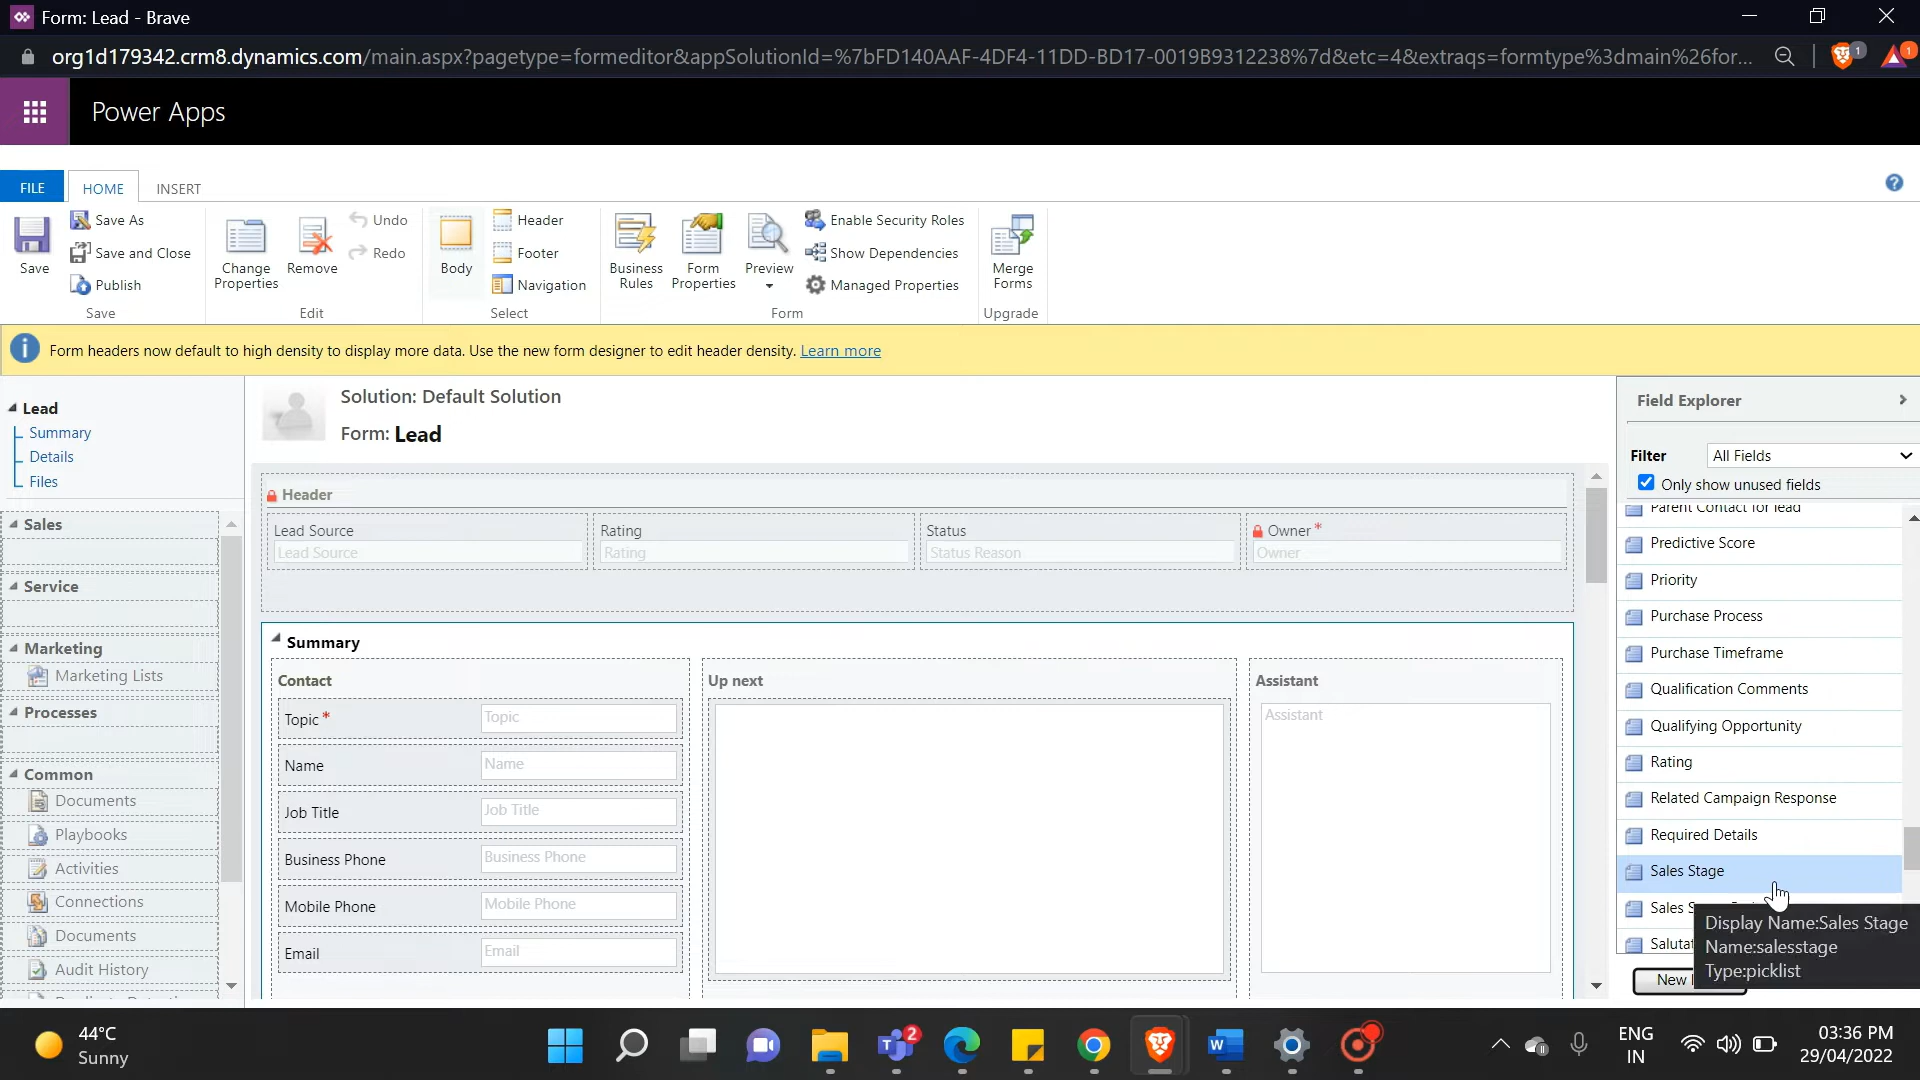 Form: Lead - Brave
org1d179342.crm8.dynamics.com/main.aspx?pagetype=formeditor&appSolutionId=%7bFD140AAF-4DF4-11DD-BD17-0019B9312238%7d&etc=4&extraqs=formtype%3dmain%26for...
1
1
Power Apps
FILE
HOME
INSERT
Save
Save As
Save and Close
Publish
Save
Change Properties
Remove
Undo
Redo
Edit
Body
Header
Footer
Navigation
Select
Business Rules
Form Properties
Preview
Enable Security Roles
Show Dependencies
Managed Properties
Form
Merge Forms
Upgrade
Form headers now default to high density to display more data. Use the new form designer to edit header density. Learn more
Lead
Summary
Details
Files
Sales
Service
Marketing
Marketing Lists
Processes
Common
Documents
Playbooks
Activities
Connections
Documents
Audit History
Solution: Default Solution
Form: Lead
Header
Lead Source
Lead Source
Rating
Rating
Status
Status Reason
Owner*
Owner
Summary
Contact
Topic*
Topic
Name
Name
Job Title
Job Title
Business Phone
Business Phone
Mobile Phone
Mobile Phone
Email
Email
Up next
Assistant
Assistant
Field Explorer
Filter
All Fields
Only show unused fields
Parent Contact for lead
Predictive Score
Priority
Purchase Process
Purchase Timeframe
Qualification Comments
Qualifying Opportunity
Rating
Related Campaign Response
Required Details
Sales Stage
Sales
Display Name:Sales Stage
Name:salesstage
Type:picklist
New
44°C
Sunny
2
ENG
IN
03:36 PM
29/04/2022